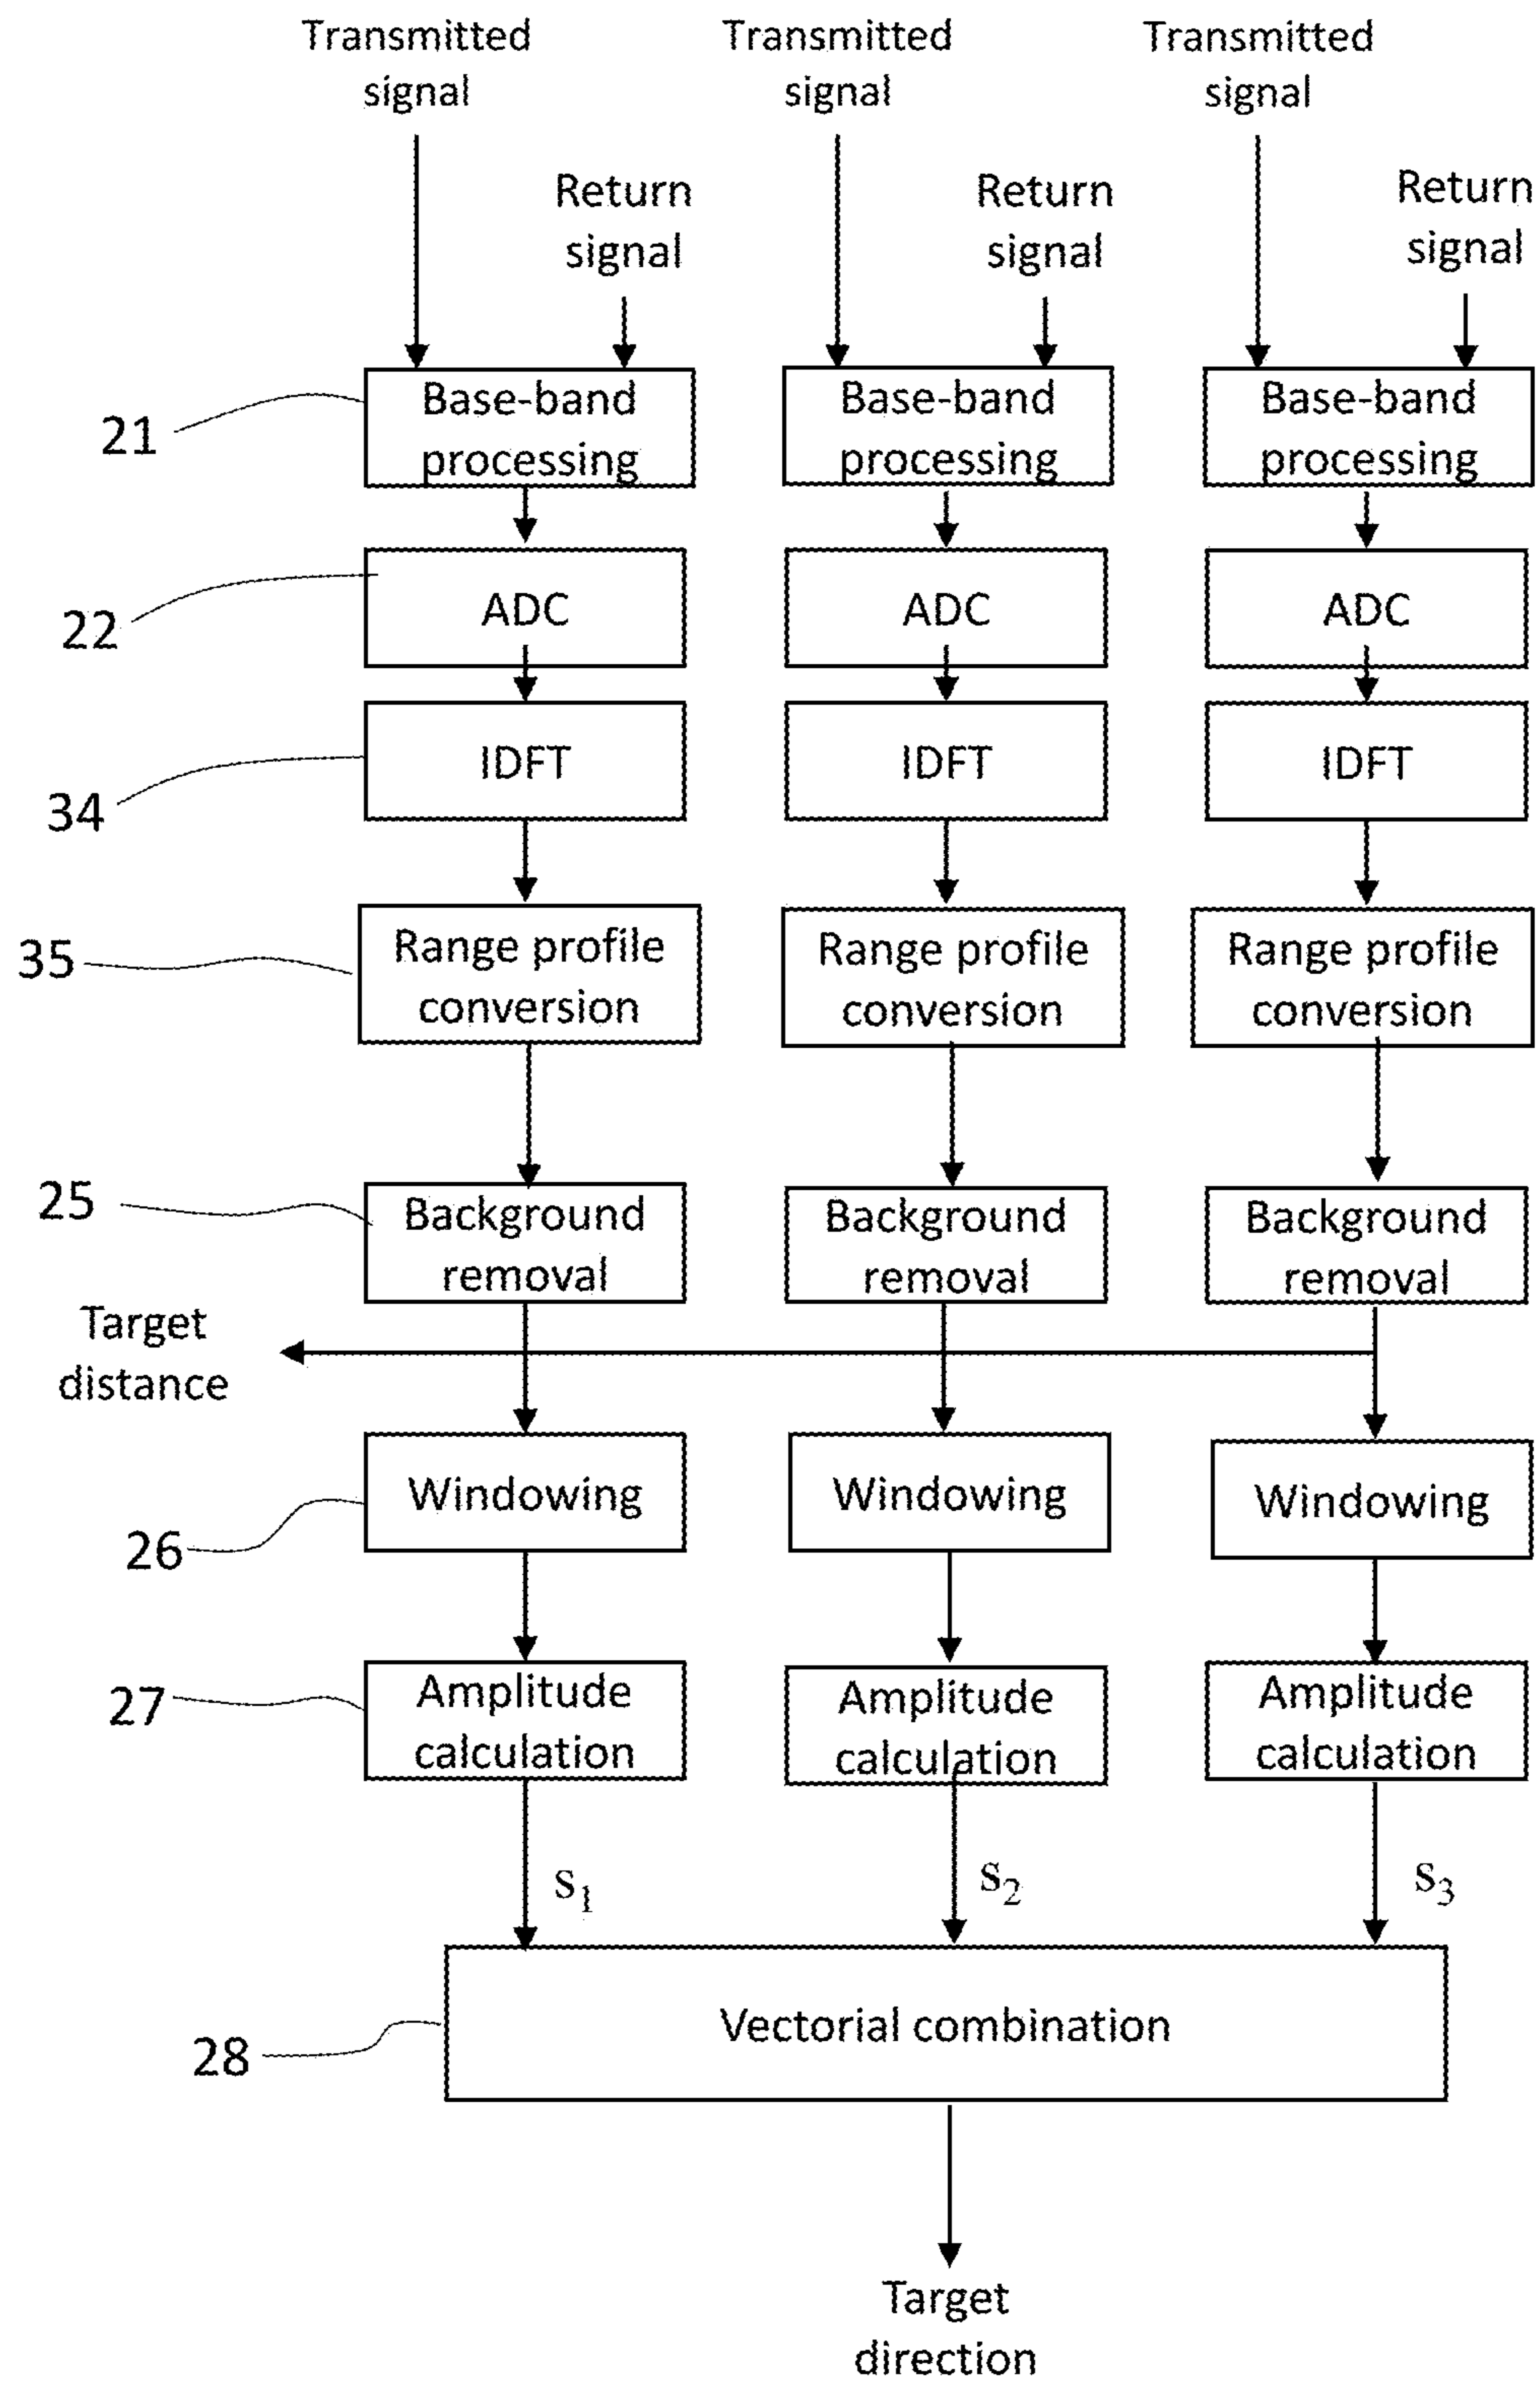 Transmitted
signal
Transmitted
signal
Transmitted
signal
Return
signal
Return
signal
Return
signal
21
Base-band
processing
Base-band
processing
Base-band
processing
22
ADC
ADC
ADC
34
IDFT
IDFT
IDFT
35
Range profile
conversion
Range profile
conversion
Range profile
conversion
25
Background
removal
Background
removal
Background
removal
Target
distance
26
Windowing
Windowing
Windowing
27
Amplitude
calculation
Amplitude
calculation
Amplitude
calculation
s1
s2
s3
28
Vectorial combination
Target
direction